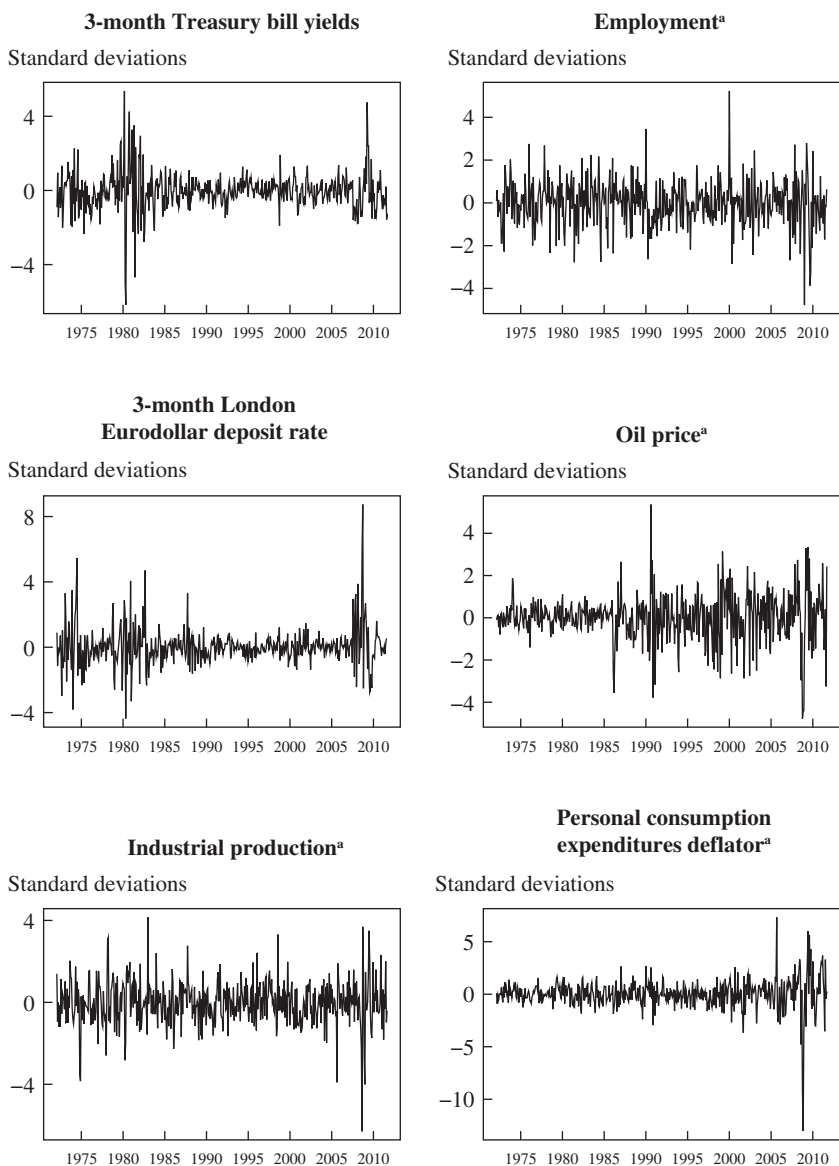 3-month Treasury bill yields
Standard deviations
4
0
−4
1975 1980 1985 1990 1995 2000 2005 2010
Employmentᵃ
Standard deviations
4
2
0
−2
−4
1975 1980 1985 1990 1995 2000 2005 2010
3-month London
Eurodollar deposit rate
Standard deviations
8
4
0
−4
1975 1980 1985 1990 1995 2000 2005 2010
Oil priceᵃ
Standard deviations
4
2
0
−2
−4
1975 1980 1985 1990 1995 2000 2005 2010
Industrial productionᵃ
Standard deviations
4
0
−4
1975 1980 1985 1990 1995 2000 2005 2010
Personal consumption
expenditures deflatorᵃ
Standard deviations
5
0
−5
−10
1975 1980 1985 1990 1995 2000 2005 2010